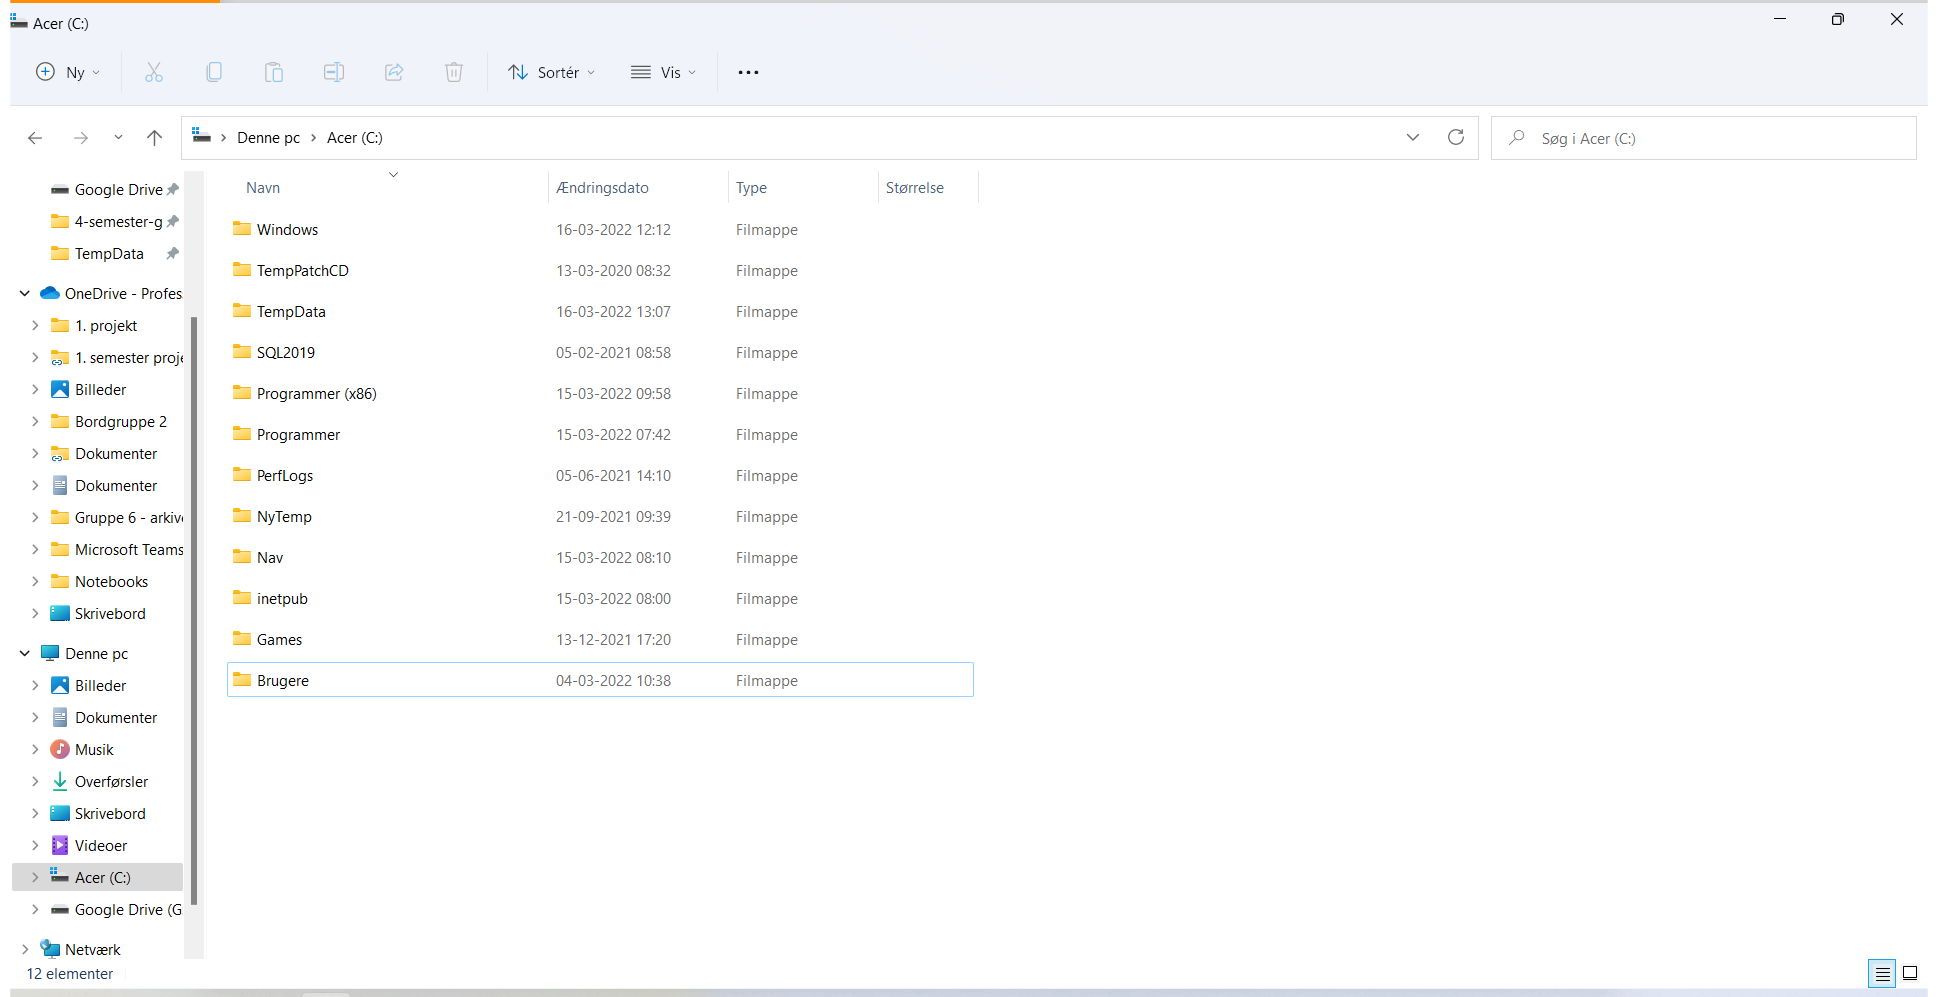 Acer (C:)
Ny
Sortér
Vis
Denne pc > Acer (C:)
Søg i Acer (C:)
Google Drive
4-semester-g
TempData
OneDrive - Profes
1. projekt
1. semester proje
Billeder
Bordgruppe 2
Dokumenter
Dokumenter
Gruppe 6 - arkiv
Microsoft Teams
Notebooks
Skrivebord
Denne pc
Billeder
Dokumenter
Musik
Overførsler
Skrivebord
Videoer
Acer (C:)
Google Drive (G
Netværk
Navn Ændringsdato Type Størrelse
Windows 16-03-2022 12:12 Filmappe
TempPatchCD 13-03-2020 08:32 Filmappe
TempData 16-03-2022 13:07 Filmappe
SQL2019 05-02-2021 08:58 Filmappe
Programmer (x86) 15-03-2022 09:58 Filmappe
Programmer 15-03-2022 07:42 Filmappe
PerfLogs 05-06-2021 14:10 Filmappe
NyTemp 21-09-2021 09:39 Filmappe
Nav 15-03-2022 08:10 Filmappe
inetpub 15-03-2022 08:00 Filmappe
Games 13-12-2021 17:20 Filmappe
Brugere 04-03-2022 10:38 Filmappe
12 elementer